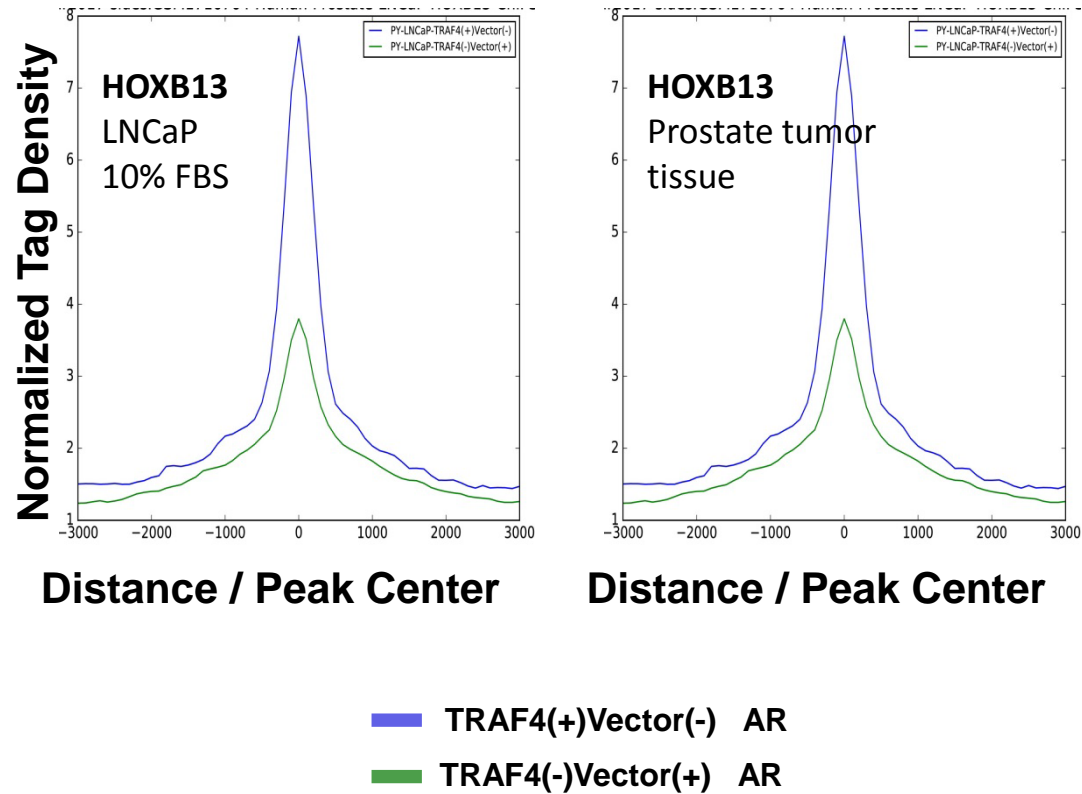 PY-LNCaP-TRAF4(+)Vector(-)
PY-LNCaP-TRAF4(-)Vector(+)
HOXB13
LNCaP
10% FBS
Normalized Tag Density
8
7
6
5
4
3
2
1
−3000 −2000 −1000 0 1000 2000 3000
Distance / Peak Center
PY-LNCaP-TRAF4(+)Vector(-)
PY-LNCaP-TRAF4(-)Vector(+)
HOXB13
Prostate tumor
tissue
8
7
6
5
4
3
2
1
−3000 −2000 −1000 0 1000 2000 3000
Distance / Peak Center
TRAF4(+)Vector(-) AR
TRAF4(-)Vector(+) AR